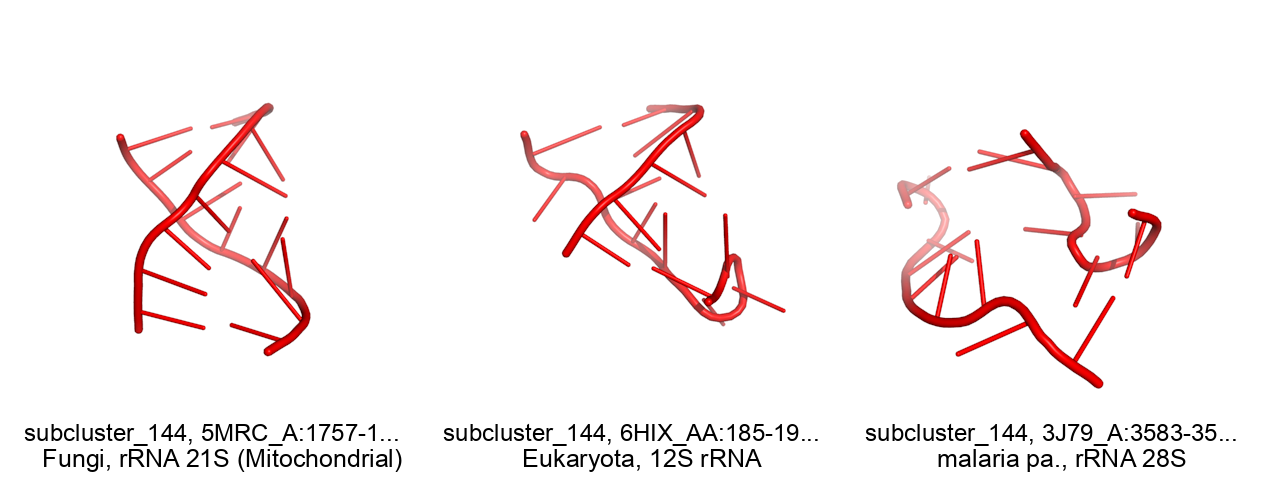 subcluster_144, 5MRC_A:1757-1...
Fungi, rRNA 21S (Mitochondrial)
subcluster_144, 6HIX_AA:185-19...
Eukaryota, 12S rRNA
subcluster_144, 3J79_A:3583-35...
malaria pa., rRNA 28S